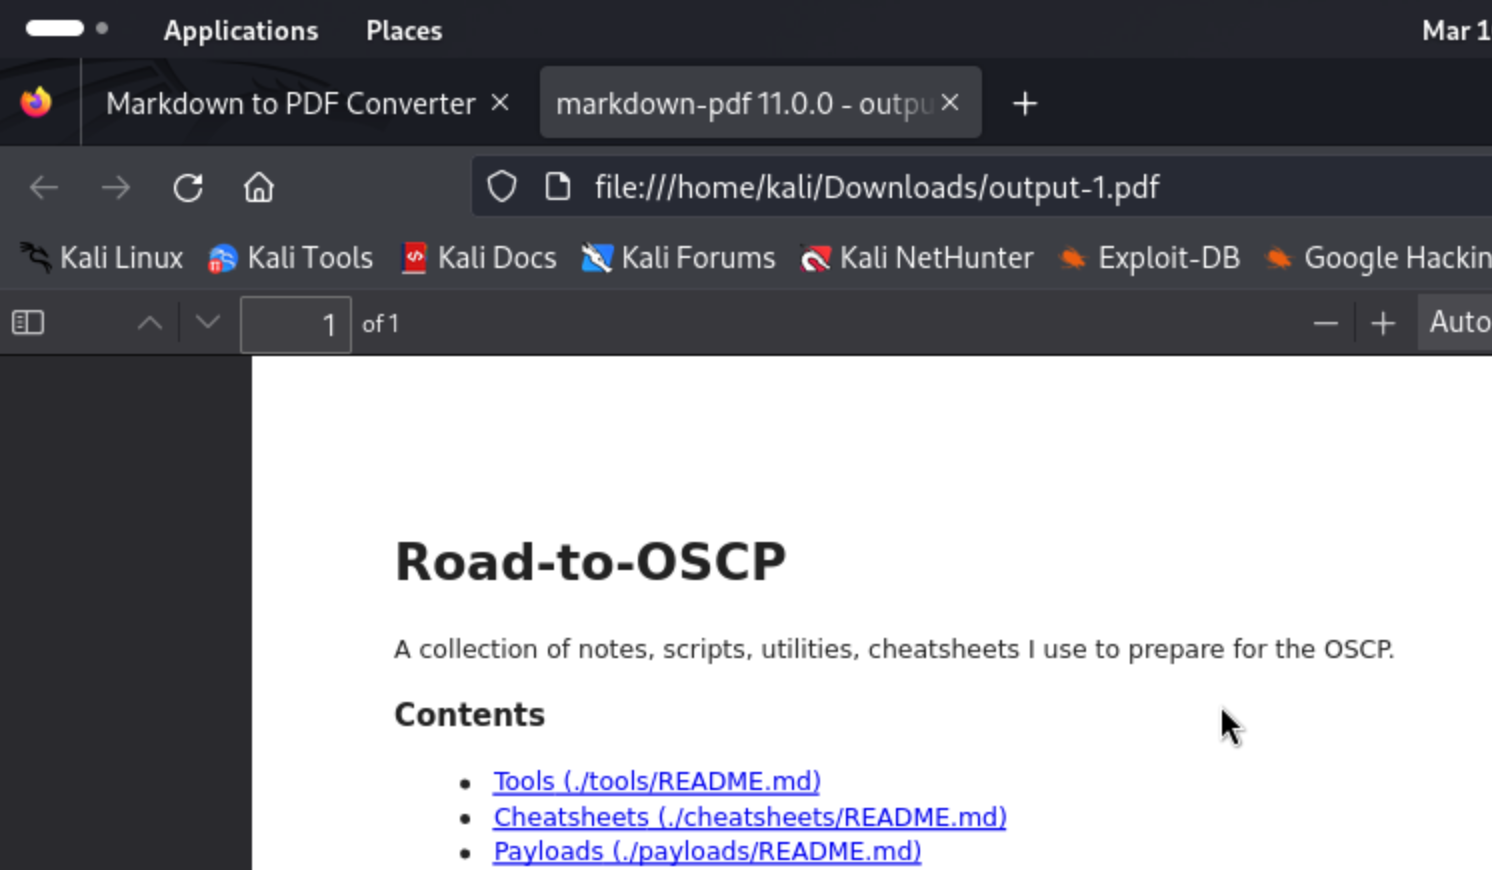 Applications Places Mar 1
Markdown to PDF Converter markdown-pdf 11.0.0 - outpu
file:///home/kali/Downloads/output-1.pdf
Kali Linux Kali Tools Kali Docs Kali Forums Kali NetHunter Exploit-DB Google Hackin
1 of 1 Auto
Road-to-OSCP
A collection of notes, scripts, utilities, cheatsheets I use to prepare for the OSCP.
Contents
• Tools (./tools/README.md)
• Cheatsheets (./cheatsheets/README.md)
• Payloads (./payloads/README.md)